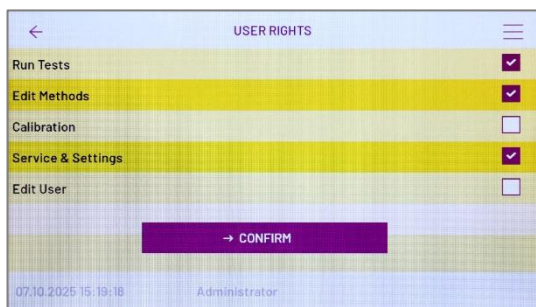 ← USER RIGHTS
Run Tests
Edit Methods
Calibration
Service & Settings
Edit User
→ CONFIRM
07.10.2025 15:19:18 Administrator